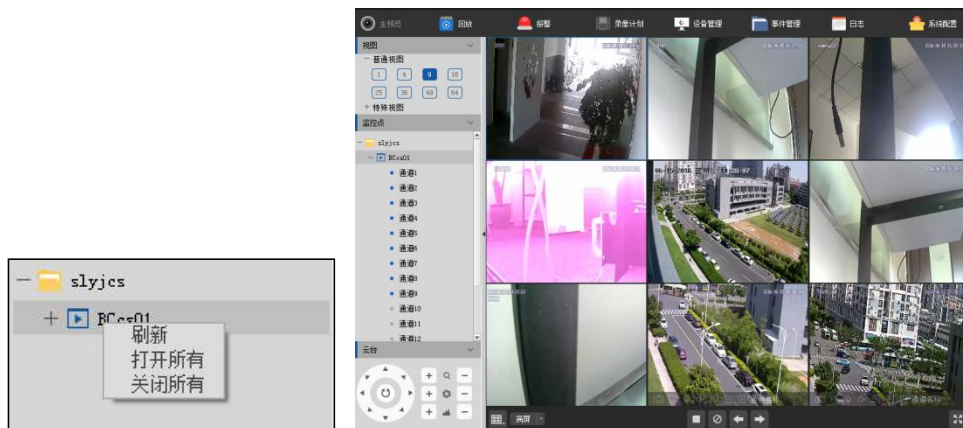 slyjcs
BCcs01
刷新
打开所有
关闭所有
主预览
回放
报警
录像计划
设备管理
事件管理
日志
系统配置
视图
普通视图
1 4 9 16
25 36 49 64
特殊视图
监控点
slyjcs
BCcs01
通道1
通道2
通道3
通道4
通道5
通道6
通道7
通道8
通道9
通道10
通道11
通道12
云台
满屏
通道名称